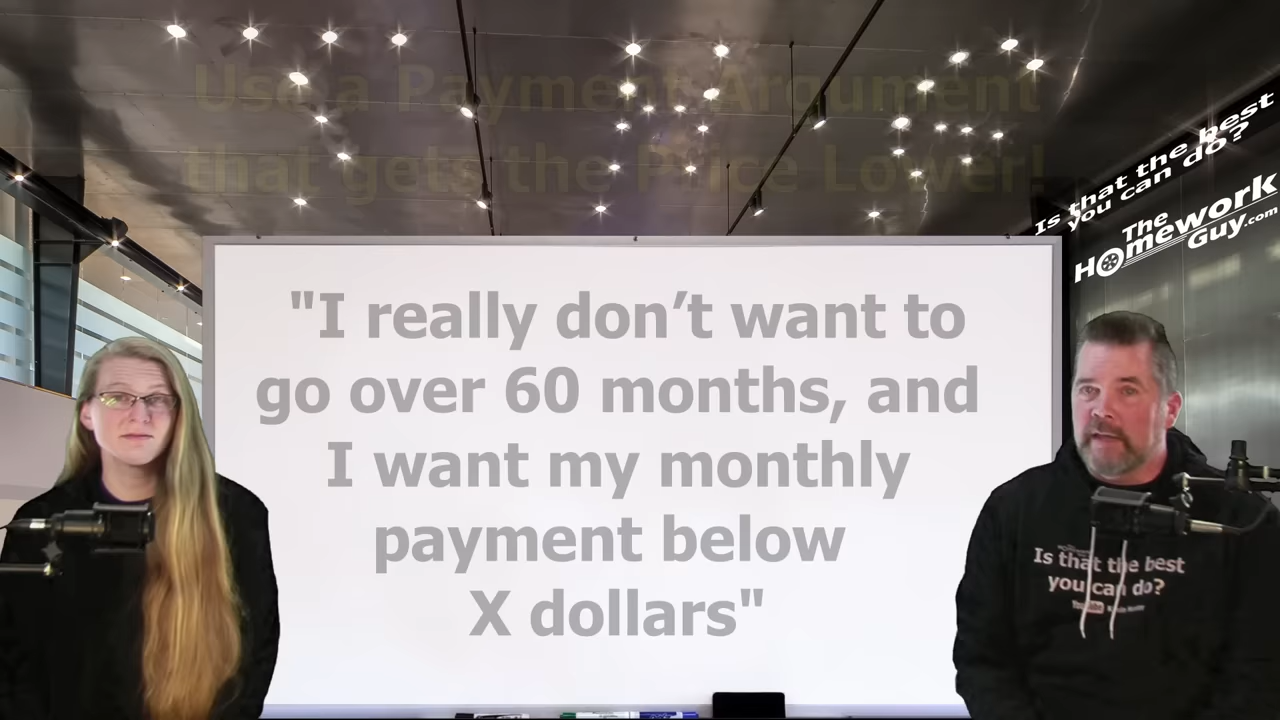 Use a Payment Argument
that gets the Price Lower!
Is that the best
you can do?
The
Homework
Guy.com
"I really don’t want to
go over 60 months, and
I want my monthly
payment below
X dollars"
Is that the best
you can do?